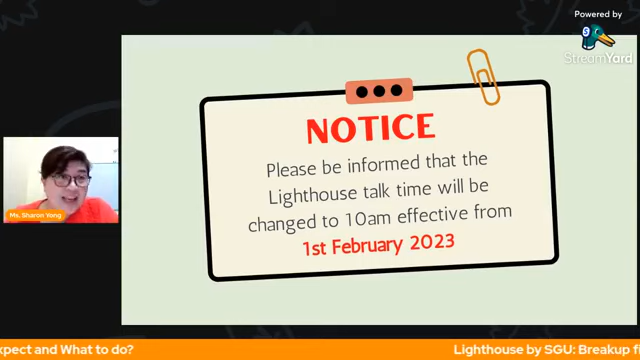 Powered by
StreamYard
NOTICE
Please be informed that the
Lighthouse talk time will be
changed to 10am effective from
1st February 2023
Ms. Sharon Yong
xpect and What to do?
Lighthouse by SGU: Breakup fi